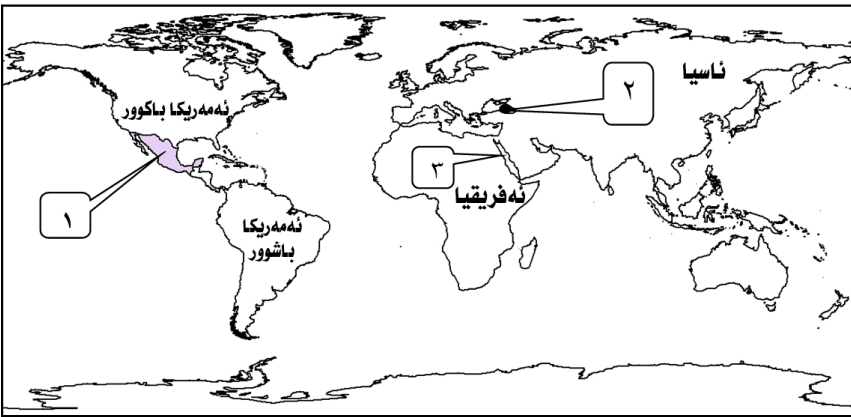 ئاسیا
٢
ئەمەریکا باکوور
٣
ئەفریقیا
١
ئەمەریکا
باشوور